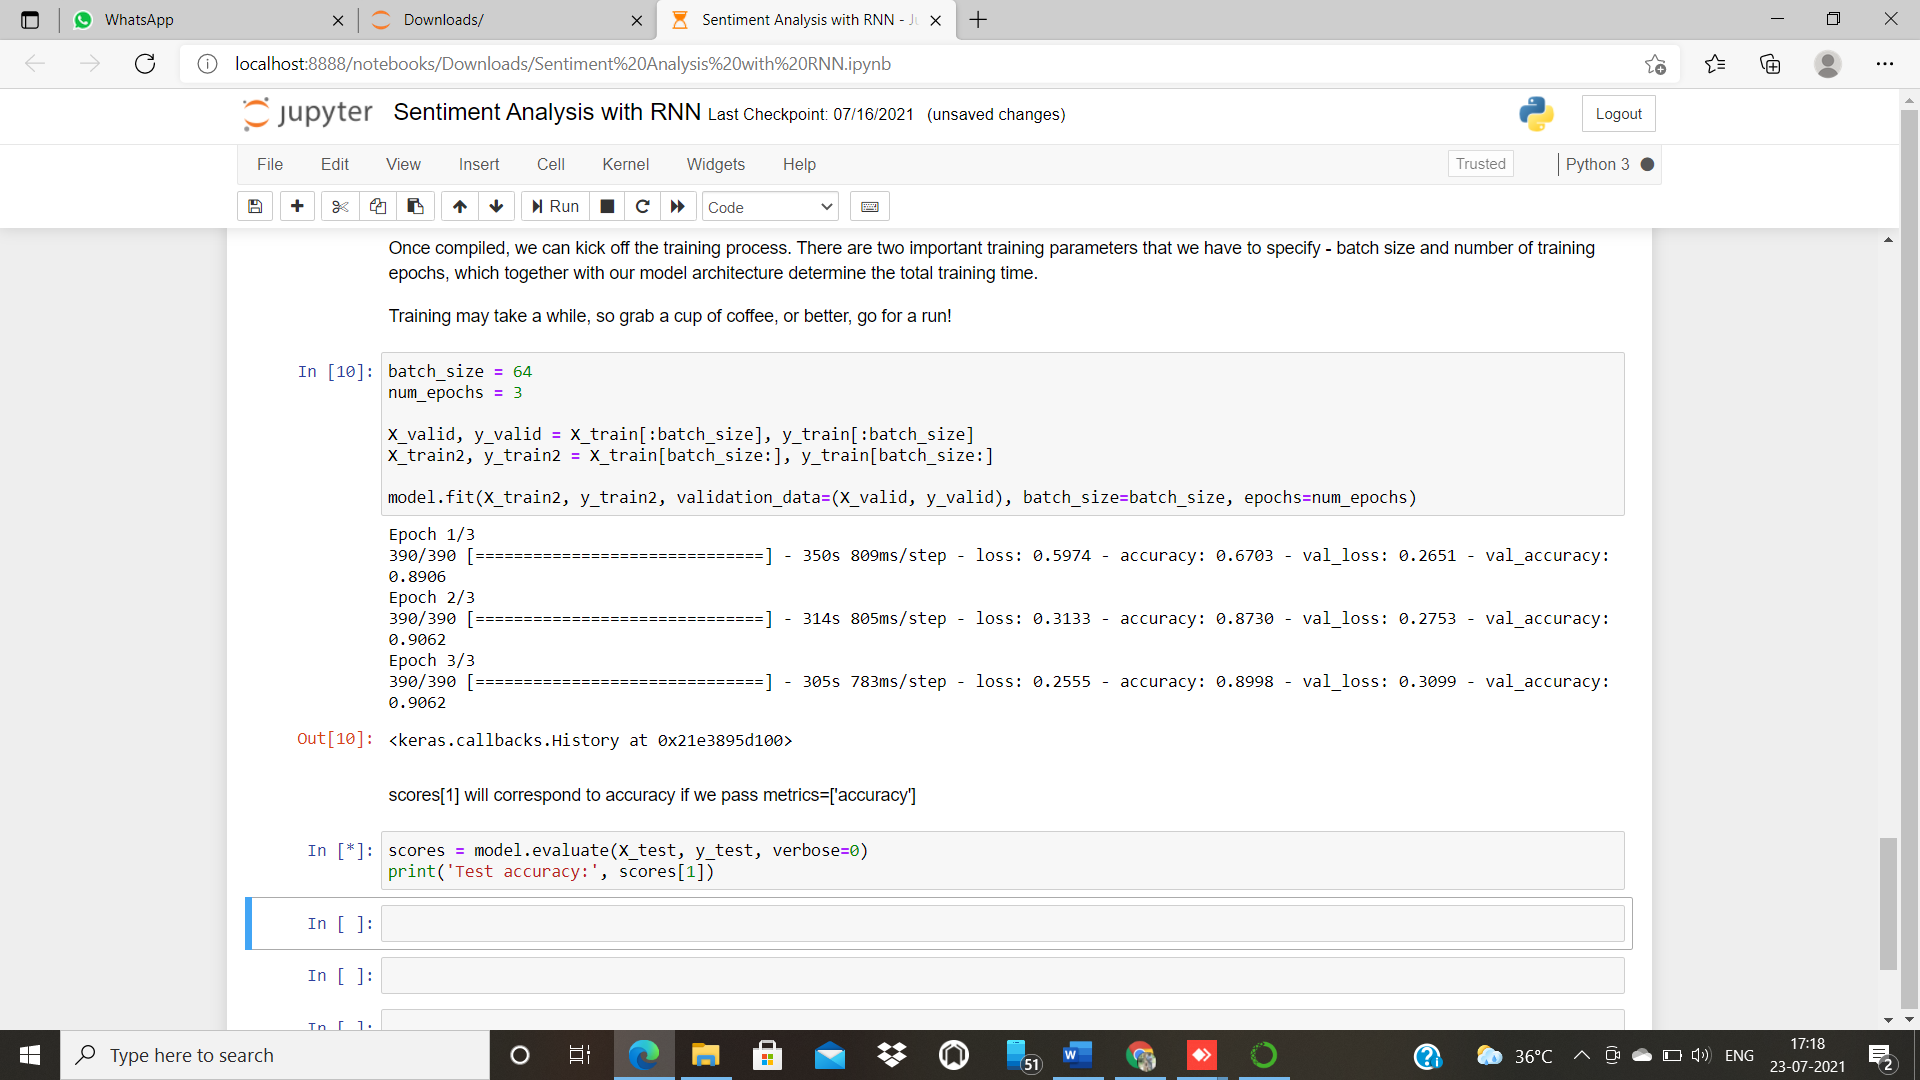 WhatsApp
Downloads/
Sentiment Analysis with RNN - Ju
localhost:8888/notebooks/Downloads/Sentiment%20Analysis%20with%20RNN.ipynb
jupyter Sentiment Analysis with RNN Last Checkpoint: 07/16/2021 (unsaved changes)
Logout
File Edit View Insert Cell Kernel Widgets Help
Trusted
Python 3
Run
Code
Once compiled, we can kick off the training process. There are two important training parameters that we have to specify - batch size and number of training
epochs, which together with our model architecture determine the total training time.
Training may take a while, so grab a cup of coffee, or better, go for a run!
In [10]: batch_size = 64
num_epochs = 3
X_valid, y_valid = X_train[:batch_size], y_train[:batch_size]
X_train2, y_train2 = X_train[batch_size:], y_train[batch_size:]
model.fit(X_train2, y_train2, validation_data=(X_valid, y_valid), batch_size=batch_size, epochs=num_epochs)
Epoch 1/3
390/390 [==============================] - 350s 809ms/step - loss: 0.5974 - accuracy: 0.6703 - val_loss: 0.2651 - val_accuracy:
0.8906
Epoch 2/3
390/390 [==============================] - 314s 805ms/step - loss: 0.3133 - accuracy: 0.8730 - val_loss: 0.2753 - val_accuracy:
0.9062
Epoch 3/3
390/390 [==============================] - 305s 783ms/step - loss: 0.2555 - accuracy: 0.8998 - val_loss: 0.3099 - val_accuracy:
0.9062
Out[10]: <keras.callbacks.History at 0x21e3895d100>
scores[1] will correspond to accuracy if we pass metrics=['accuracy']
In [*]: scores = model.evaluate(X_test, y_test, verbose=0)
print('Test accuracy:', scores[1])
In [ ]:
In [ ]:
In [ ]:
Type here to search
51
36°C
ENG
17:18
23-07-2021
2